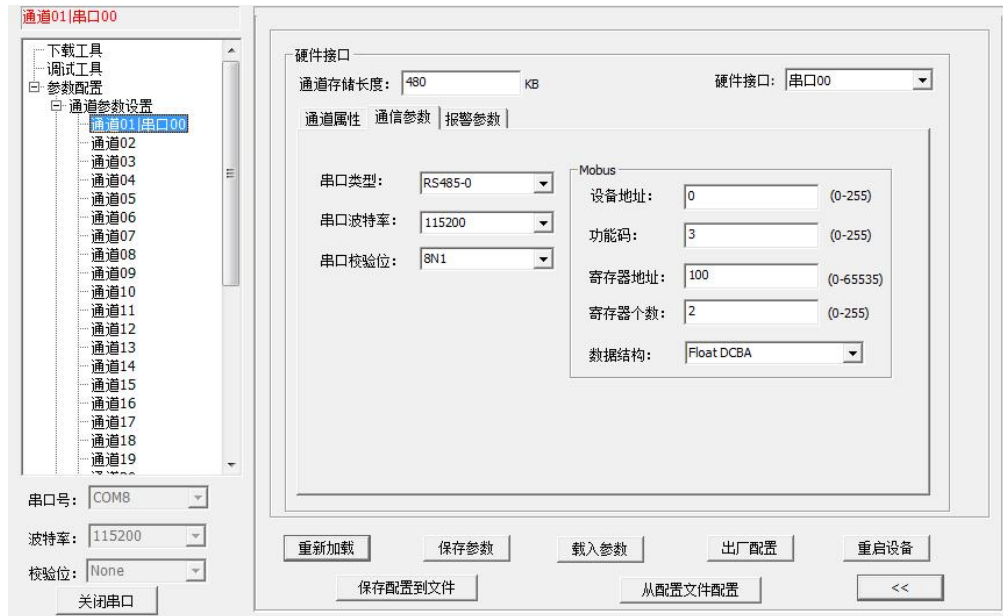 通道01|串口00
下载工具
调试工具
参数配置
通道参数设置
通道01|串口00
通道02
通道03
通道04
通道05
通道06
通道07
通道08
通道09
通道10
通道11
通道12
通道13
通道14
通道15
通道16
通道17
通道18
通道19
串口号: COM8
波特率: 115200
校验位: None
关闭串口
硬件接口
通道存储长度: 480 KB
硬件接口: 串口00
通道属性 通信参数 报警参数
串口类型: RS485-0
串口波特率: 115200
串口校验位: 8N1
Mobus
设备地址: 0 (0-255)
功能码: 3 (0-255)
寄存器地址: 100 (0-65535)
寄存器个数: 2 (0-255)
数据结构: Float DCBA
重新加载 保存参数 载入参数 出厂配置 重启设备
保存配置到文件 从配置文件配置 <<